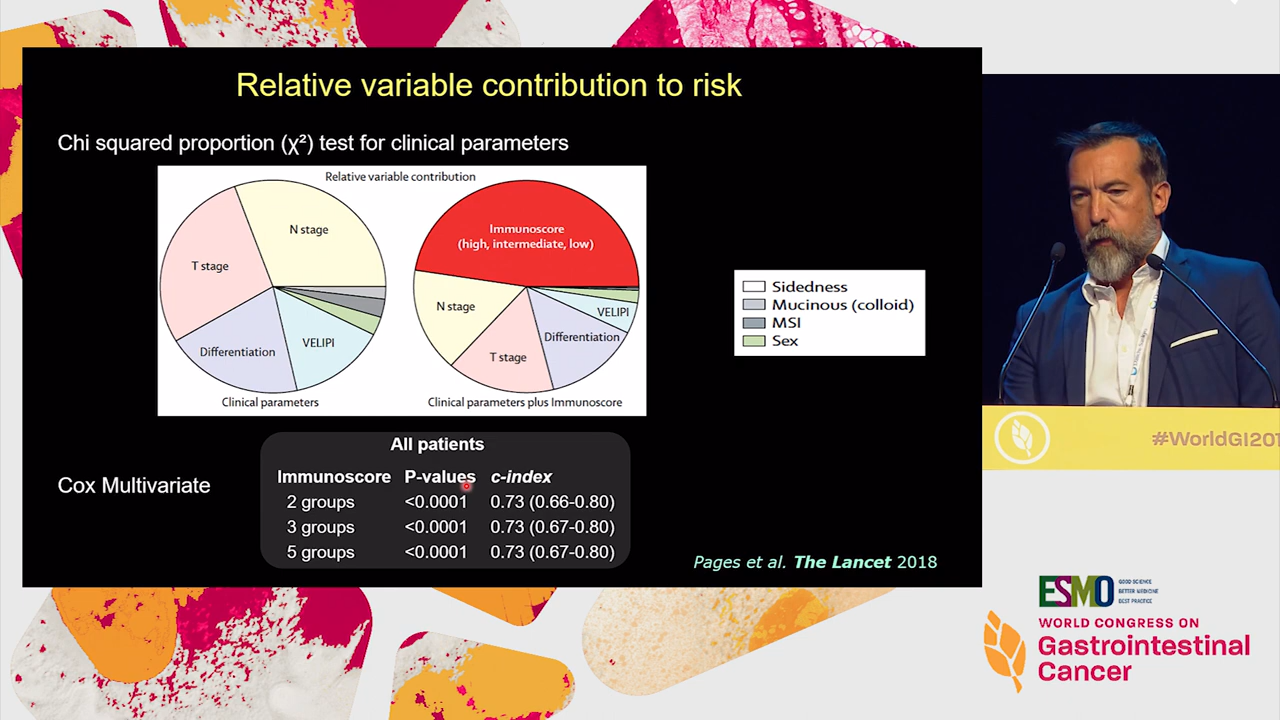 Relative variable contribution to risk
Chi squared proportion (χ²) test for clinical parameters
Relative variable contribution
N stage
T stage
Differentiation
VELIPI
Clinical parameters
Immunoscore
(high, intermediate, low)
N stage
T stage
Differentiation
VELIPI
Clinical parameters plus Immunoscore
Sidedness
Mucinous (colloid)
MSI
Sex
Cox Multivariate
All patients
Immunoscore P-values c-index
2 groups <0.0001 0.73 (0.66-0.80)
3 groups <0.0001 0.73 (0.67-0.80)
5 groups <0.0001 0.73 (0.67-0.80)
Pages et al. The Lancet 2018
#WorldGI201
ESMO
GOOD SCIENCE
BETTER MEDICINE
BEST PRACTICE
WORLD CONGRESS ON
Gastrointestinal
Cancer